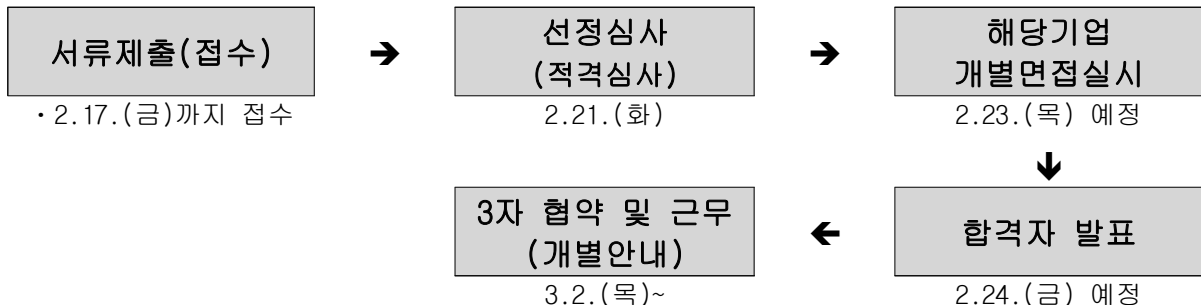 서류제출(접수)
➔
선정심사
(적격심사)
➔
해당기업
개별면접실시
・2.17.(금)까지 접수
2.21.(화)
2.23.(목) 예정
합격자 발표
2.24.(금) 예정
3자 협약 및 근무
(개별안내)
3.2.(목)~